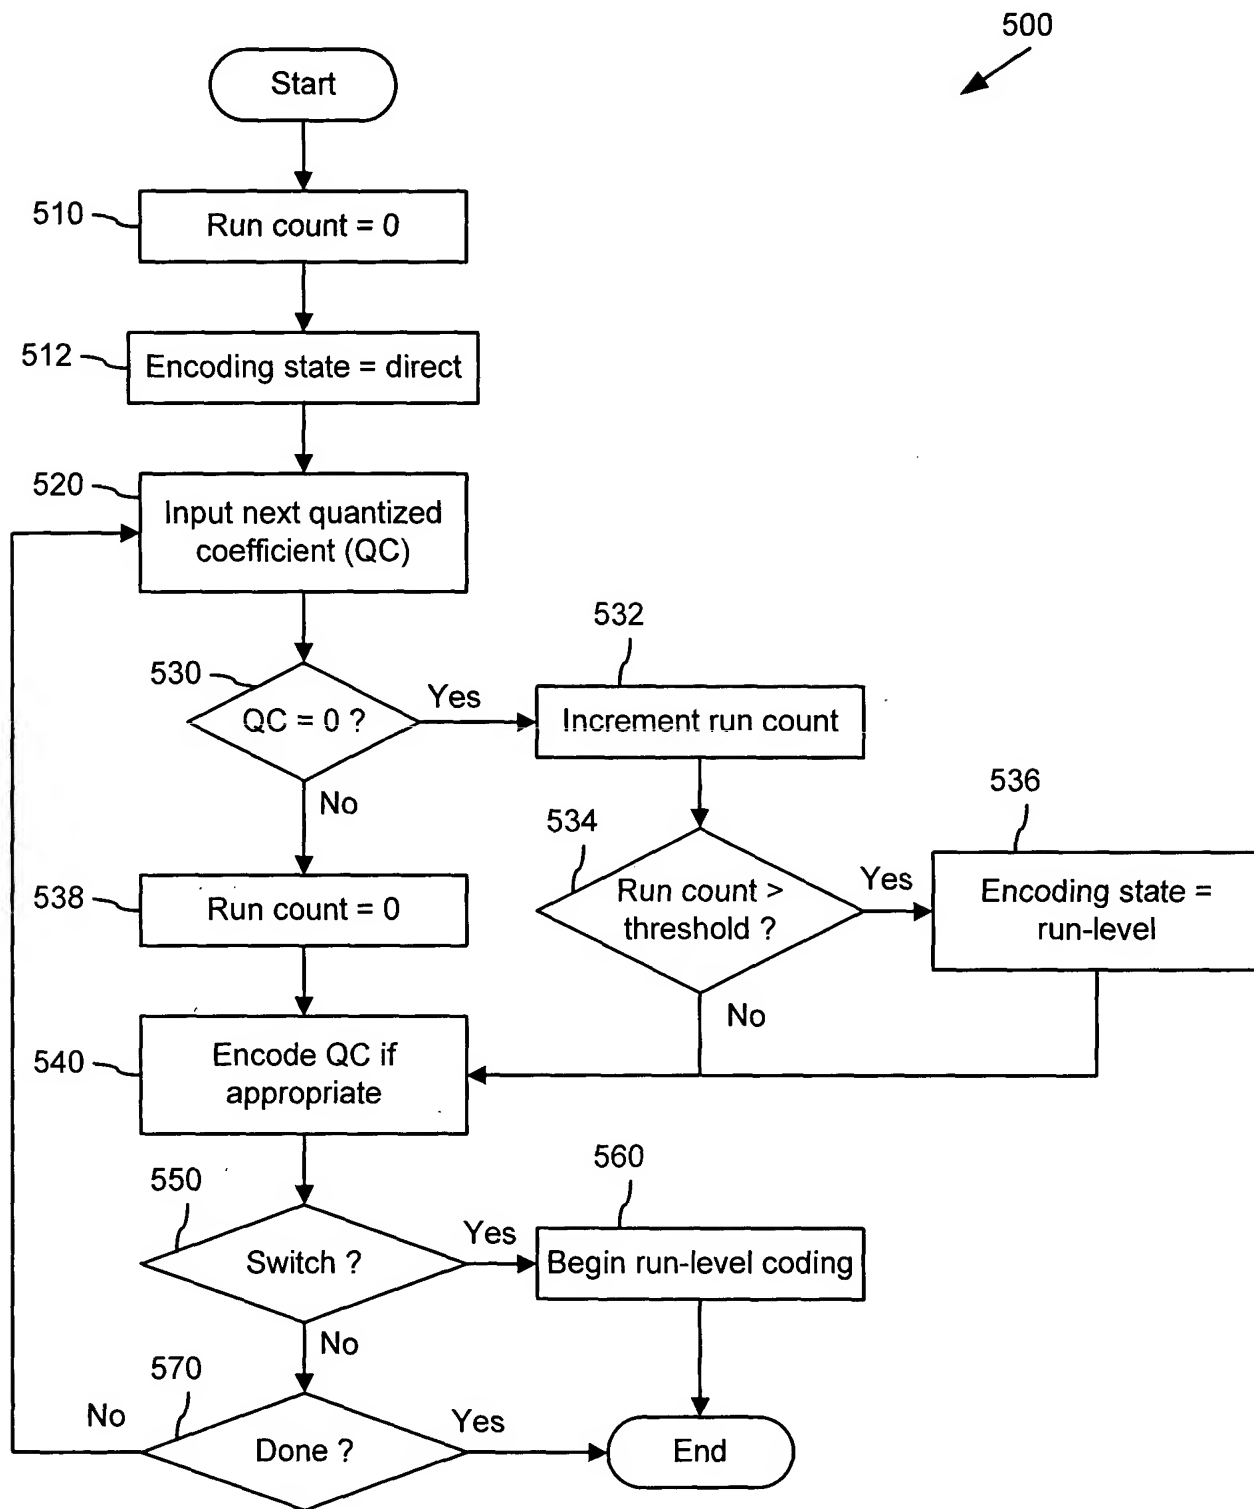 500
Start
510
Run count = 0
512
Encoding state = direct
520
Input next quantized
coefficient (QC)
530
QC = 0 ?
Yes
532
Increment run count
No
534
Run count >
threshold ?
Yes
536
Encoding state =
run-level
538
Run count = 0
No
540
Encode QC if
appropriate
550
Switch ?
Yes
560
Begin run-level coding
No
570
Done ?
No
Yes
End